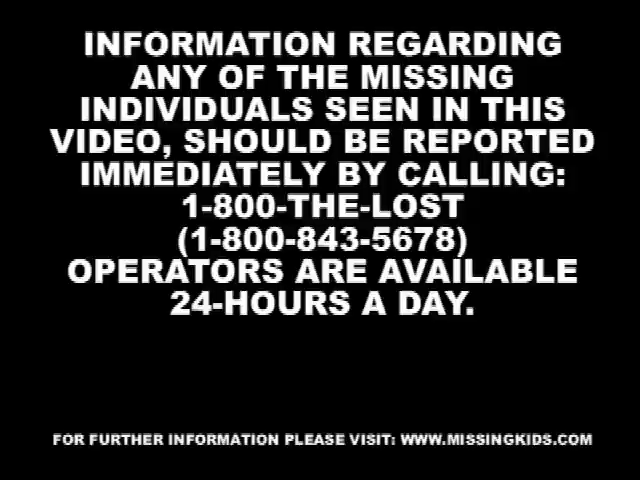 INFORMATION REGARDING
ANY OF THE MISSING
INDIVIDUALS SEEN IN THIS
VIDEO, SHOULD BE REPORTED
IMMEDIATELY BY CALLING:
1-800-THE-LOST
(1-800-843-5678)
OPERATORS ARE AVAILABLE
24-HOURS A DAY.
FOR FURTHER INFORMATION PLEASE VISIT: WWW.MISSINGKIDS.COM